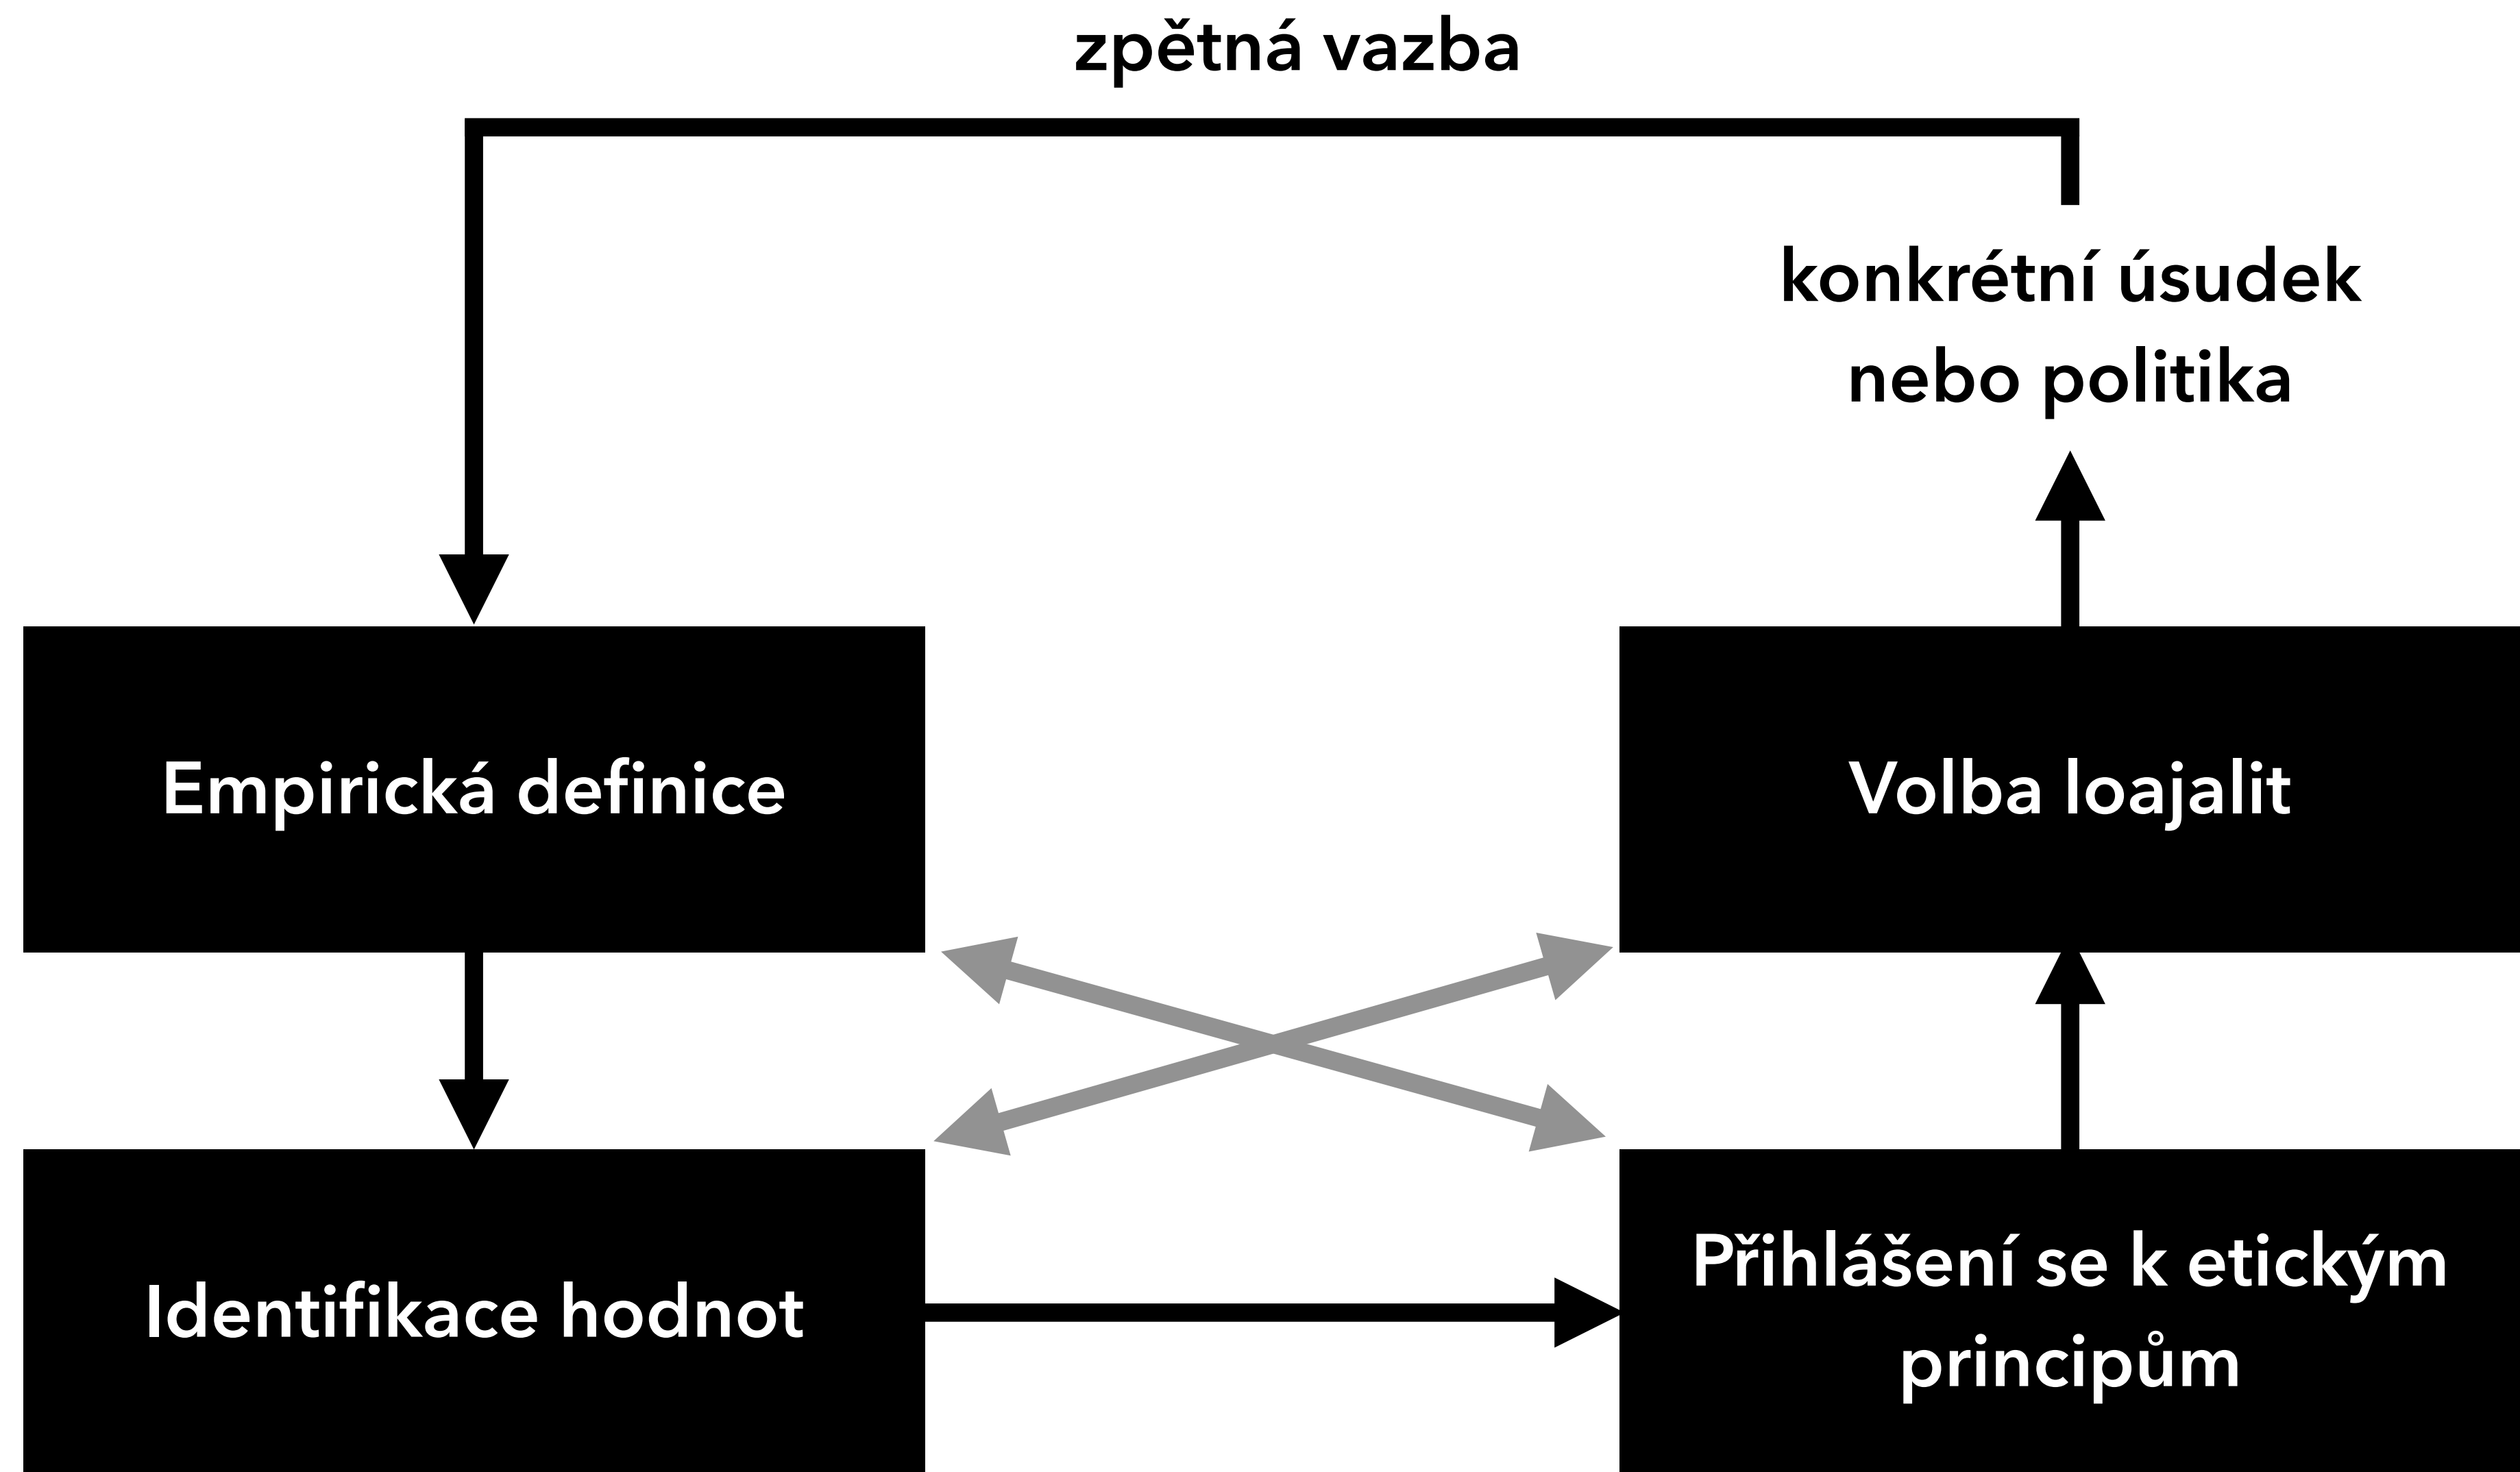 zpětná vazba
konkrétní úsudek
nebo politika
Empirická definice
Volba loajalit
Identifikace hodnot
Přihlášení se k etickým
principům